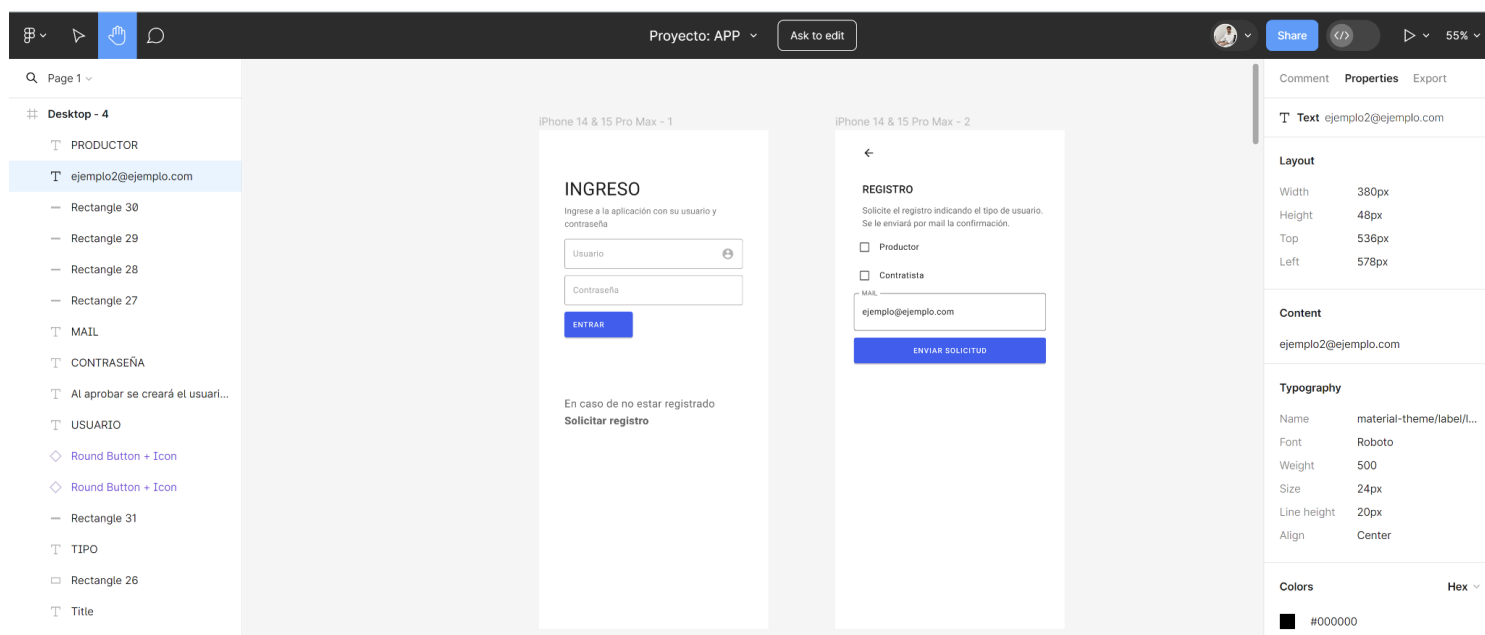 Proyecto: APP
Ask to edit
Share
55%
Page 1
Desktop - 4
PRODUCTOR
ejemplo2@ejemplo.com
Rectangle 30
Rectangle 29
Rectangle 28
Rectangle 27
MAIL
CONTRASEÑA
Al aprobar se creará el usuari...
USUARIO
Round Button + Icon
Round Button + Icon
Rectangle 31
TIPO
Rectangle 26
Title
iPhone 14 & 15 Pro Max - 1
INGRESO
Ingrese a la aplicación con su usuario y
contraseña
Usuario
Contraseña
ENTRAR
En caso de no estar registrado
Solicitar registro
iPhone 14 & 15 Pro Max - 2
REGISTRO
Solicite el registro indicando el tipo de usuario.
Se le enviará por mail la confirmación.
Productor
Contratista
MAIL
ejemplo@ejemplo.com
ENVIAR SOLICITUD
Comment Properties Export
Text ejemplo2@ejemplo.com
Layout
Width 380px
Height 48px
Top 536px
Left 578px
Content
ejemplo2@ejemplo.com
Typography
Name material-theme/label/l...
Font Roboto
Weight 500
Size 24px
Line height 20px
Align Center
Colors Hex
#000000